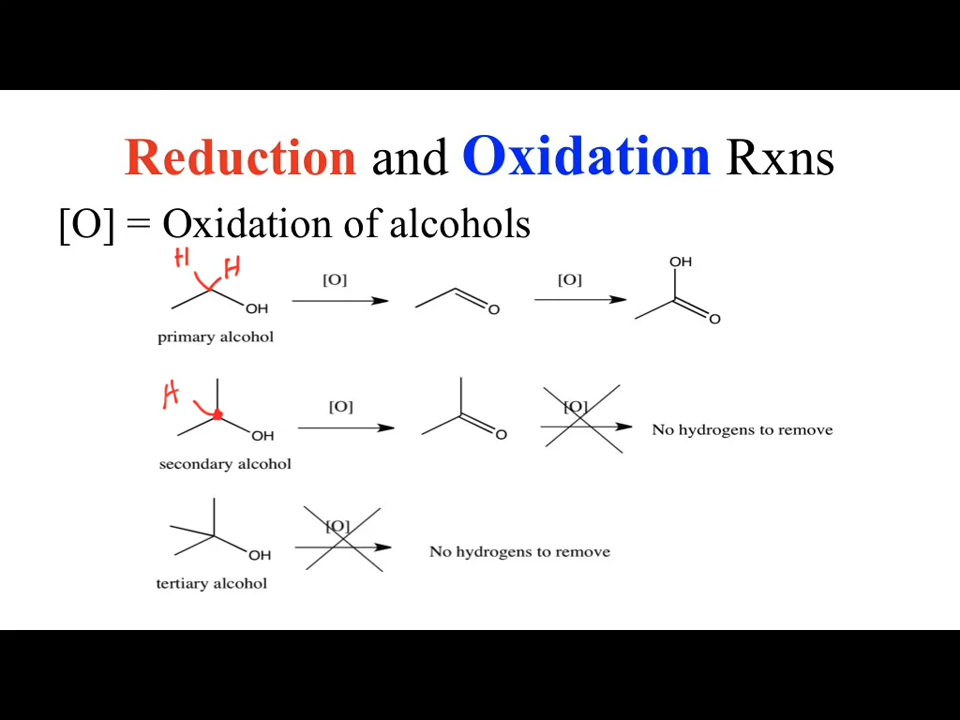 Reduction and Oxidation Rxns
[O] = Oxidation of alcohols
H H
OH
[O]
O
[O]
OH
O
primary alcohol
H
OH
[O]
O
[O]
No hydrogens to remove
secondary alcohol
OH
[O]
No hydrogens to remove
tertiary alcohol